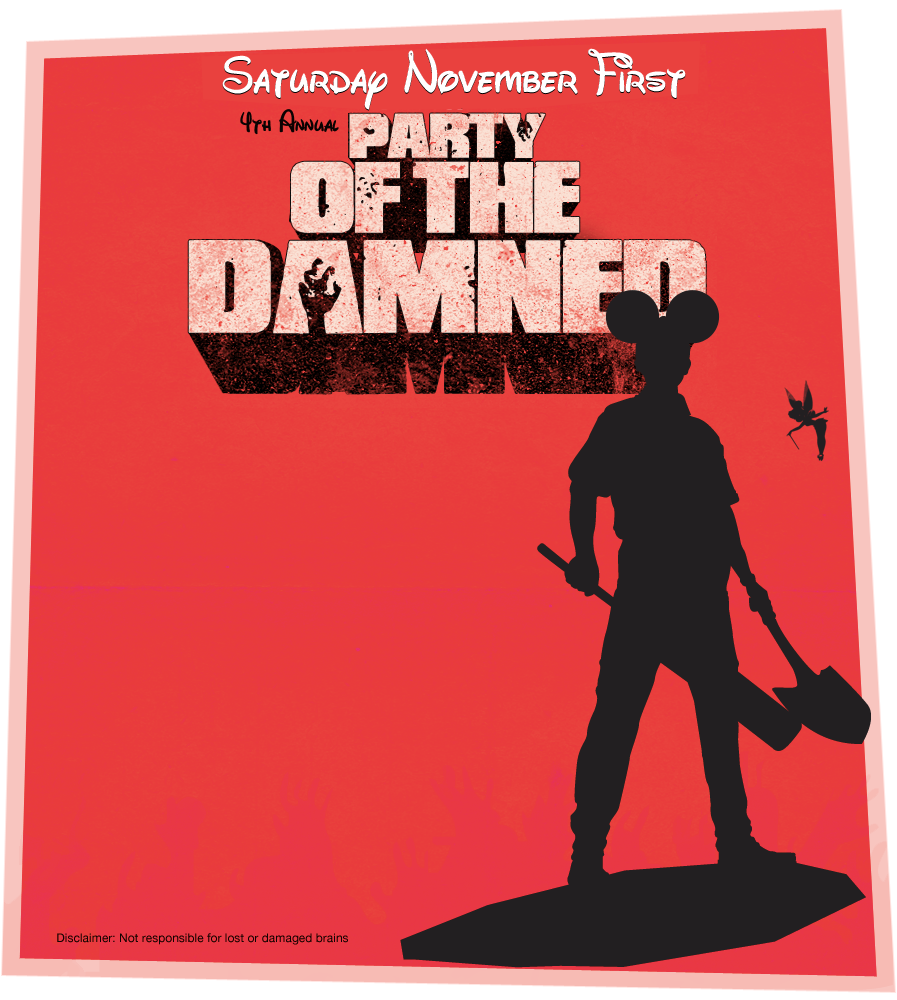 Saturday November First
4th Annual PARTY
OF THE
DAMNED
Disclaimer: Not responsible for lost or damaged brains